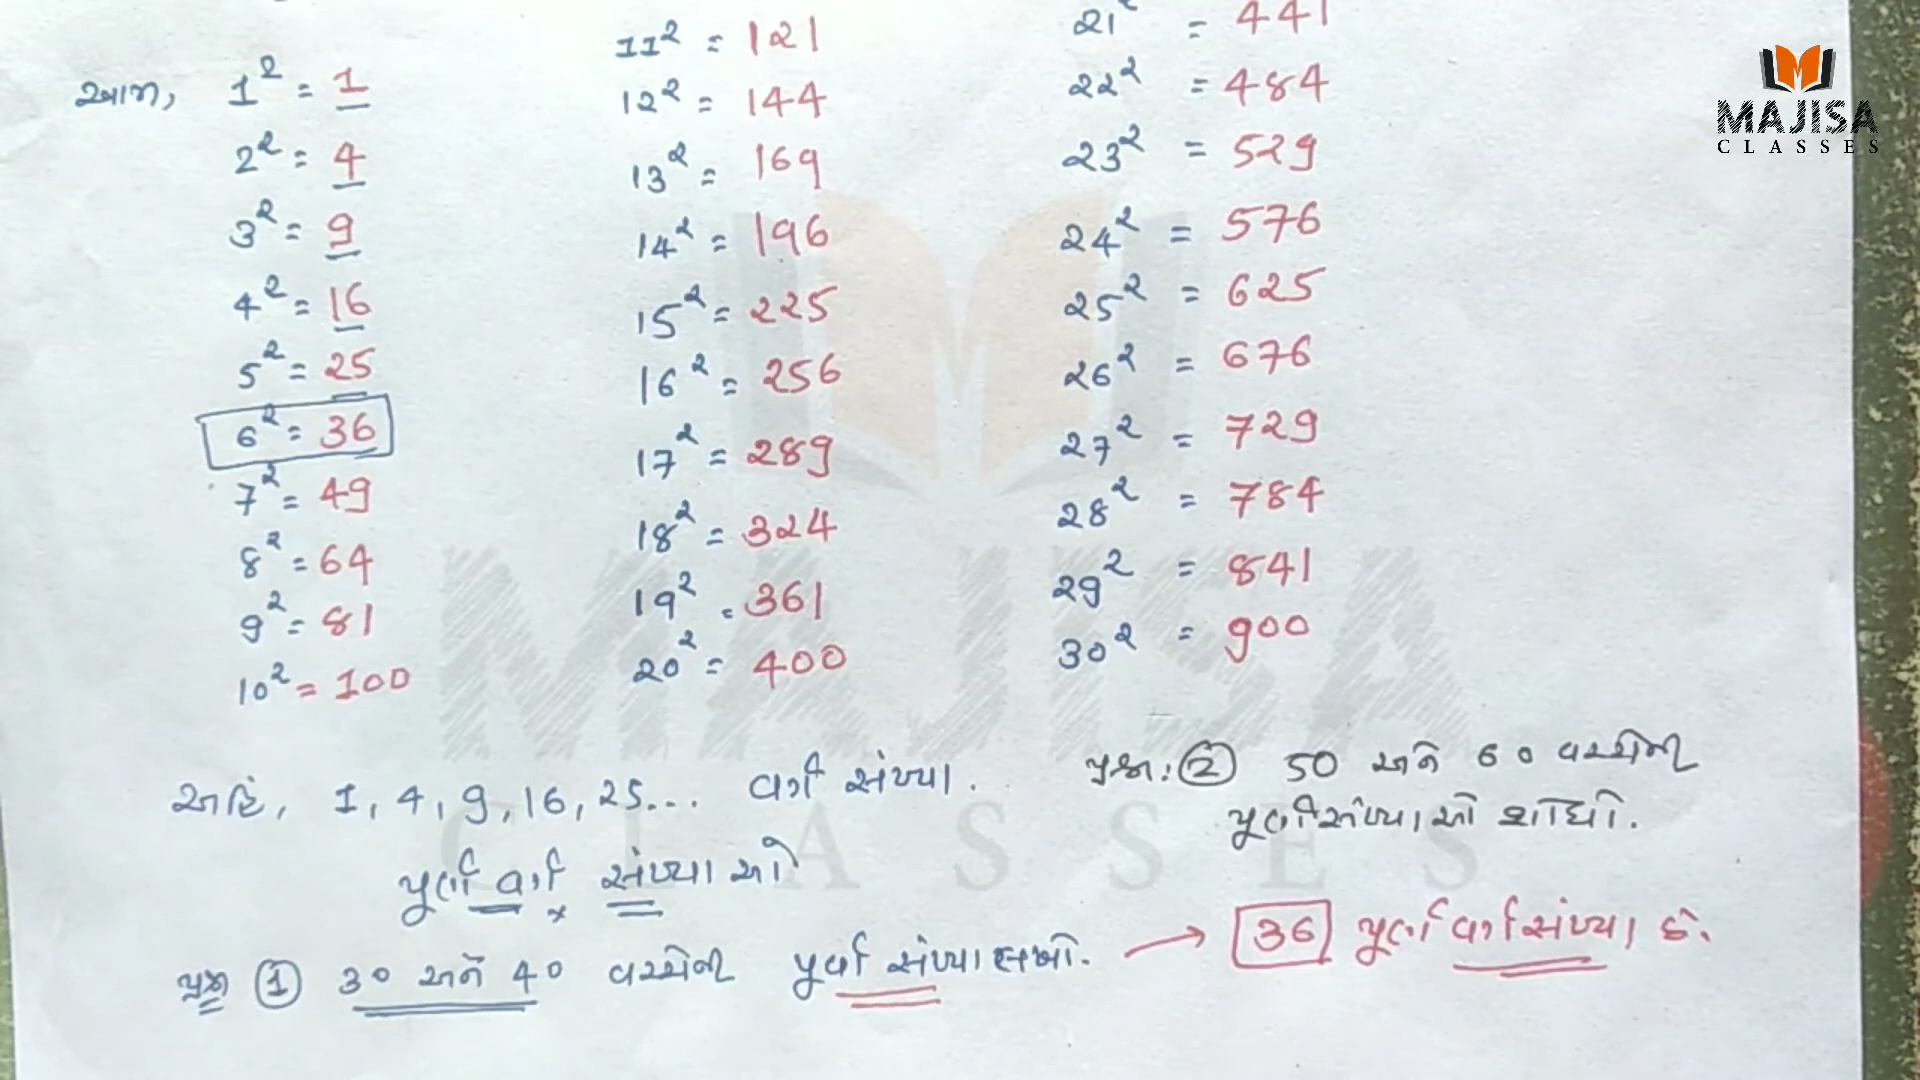 આમ, 1² = 1
2² = 4
3² = 9
4² = 16
5² = 25
6² = 36
7² = 49
8² = 64
9² = 81
10² = 100
11² = 121
12² = 144
13² = 169
14² = 196
15² = 225
16² = 256
17² = 289
18² = 324
19² = 361
20² = 400
21² = 441
22² = 484
23² = 529
24² = 576
25² = 625
26² = 676
27² = 729
28² = 784
29² = 841
30² = 900
અહિં, 1, 4, 9, 16, 25... વર્ગ સંખ્યા.
પૂર્ણ વર્ગ સંખ્યાઓ
પ્રશ્ન ① 30 અને 40 વચ્ચેની પૂર્ણ સંખ્યા લખો. → 36 પૂર્ણવર્ગસંખ્યા છે.
પ્રશ્ન: ② 50 અને 60 વચ્ચેની
પૂર્ણસંખ્યાઓ શોધો.
MAJISA
CLASSES
MAJISA
CLASSES